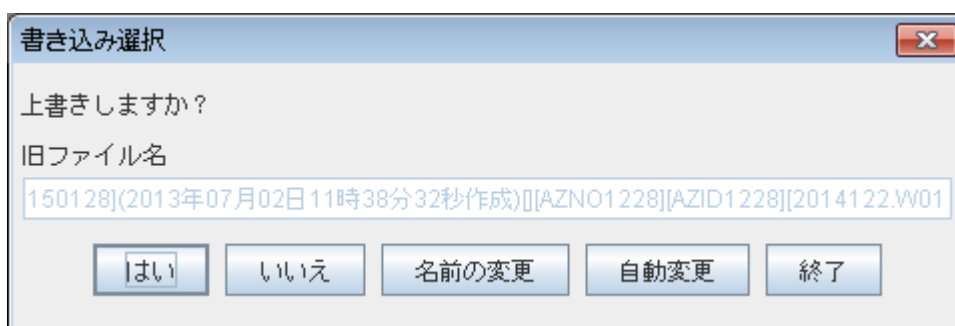 書き込み選択
上書きしますか？
旧ファイル名
150128](2013年07月02日11時38分32秒作成)[][AZNO1228][AZID1228][2014122.W01
はい いいえ 名前の変更 自動変更 終了